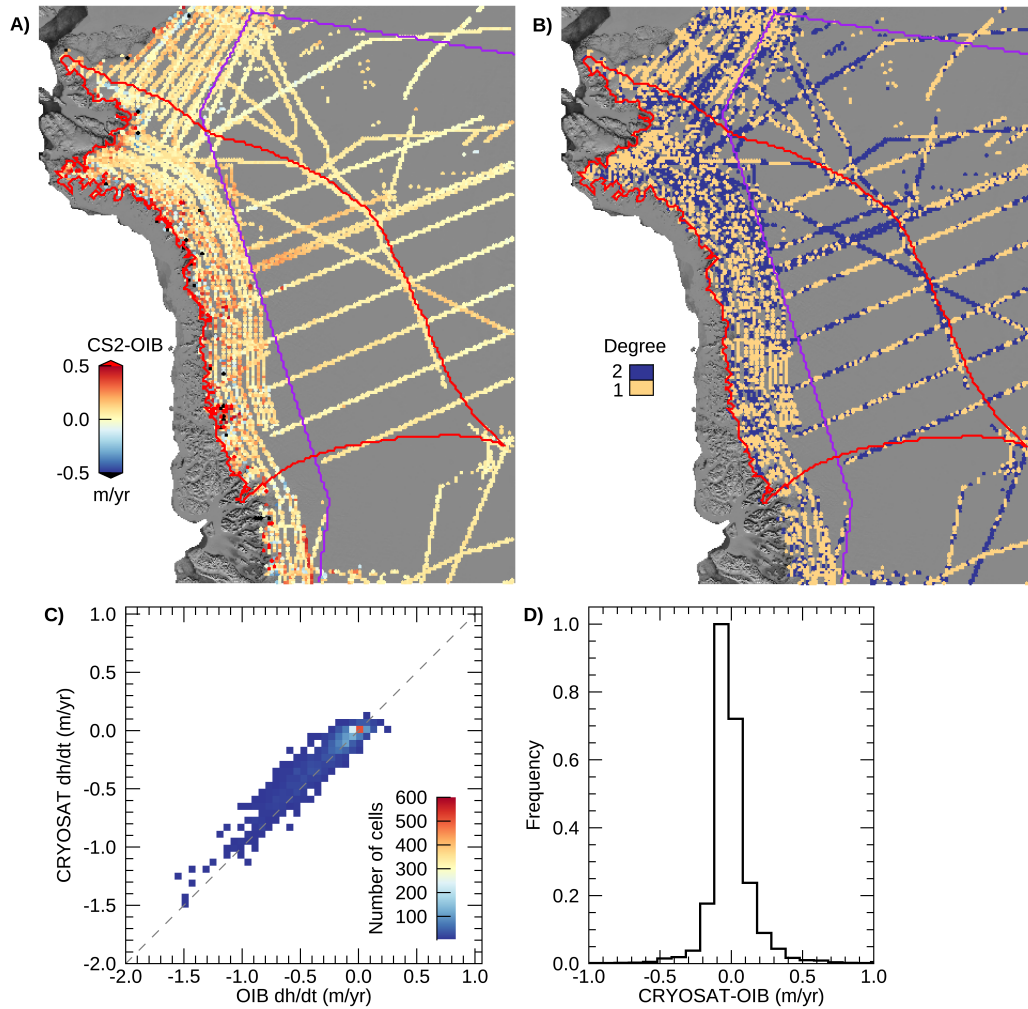 A)
CS2-OIB
0.5
0.0
-0.5
m/yr
B)
Degree
2
1
C)
1.0
0.5
0.0
-0.5
-1.0
-1.5
-2.0
CRYOSAT dh/dt (m/yr)
-2.0 -1.5 -1.0 -0.5 0.0 0.5 1.0
OIB dh/dt (m/yr)
Number of cells
600
500
400
300
200
100
D)
1.0
0.8
0.6
0.4
0.2
0.0
Frequency
-1.0 -0.5 0.0 0.5 1.0
CRYOSAT-OIB (m/yr)